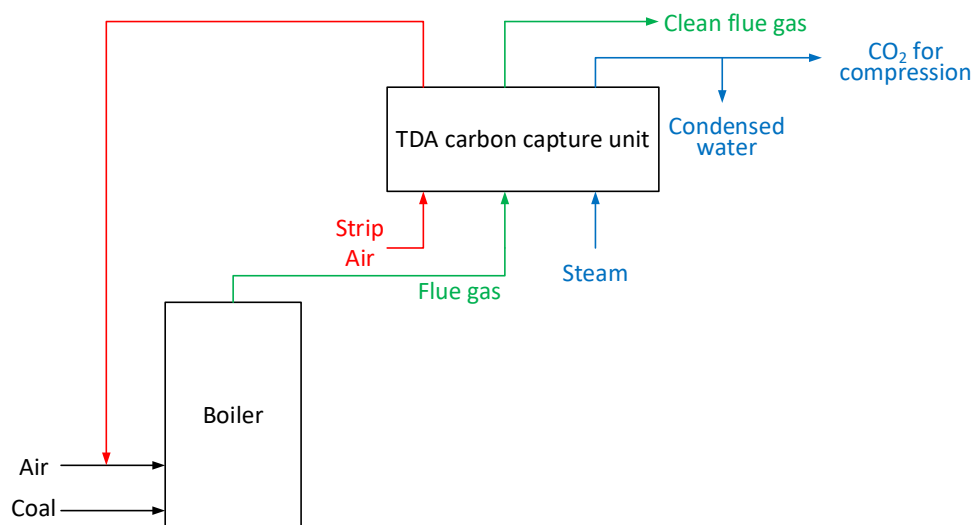 Clean flue gas
CO₂ for
compression
TDA carbon capture unit
Condensed
water
Strip
Air
Steam
Flue gas
Boiler
Air
Coal